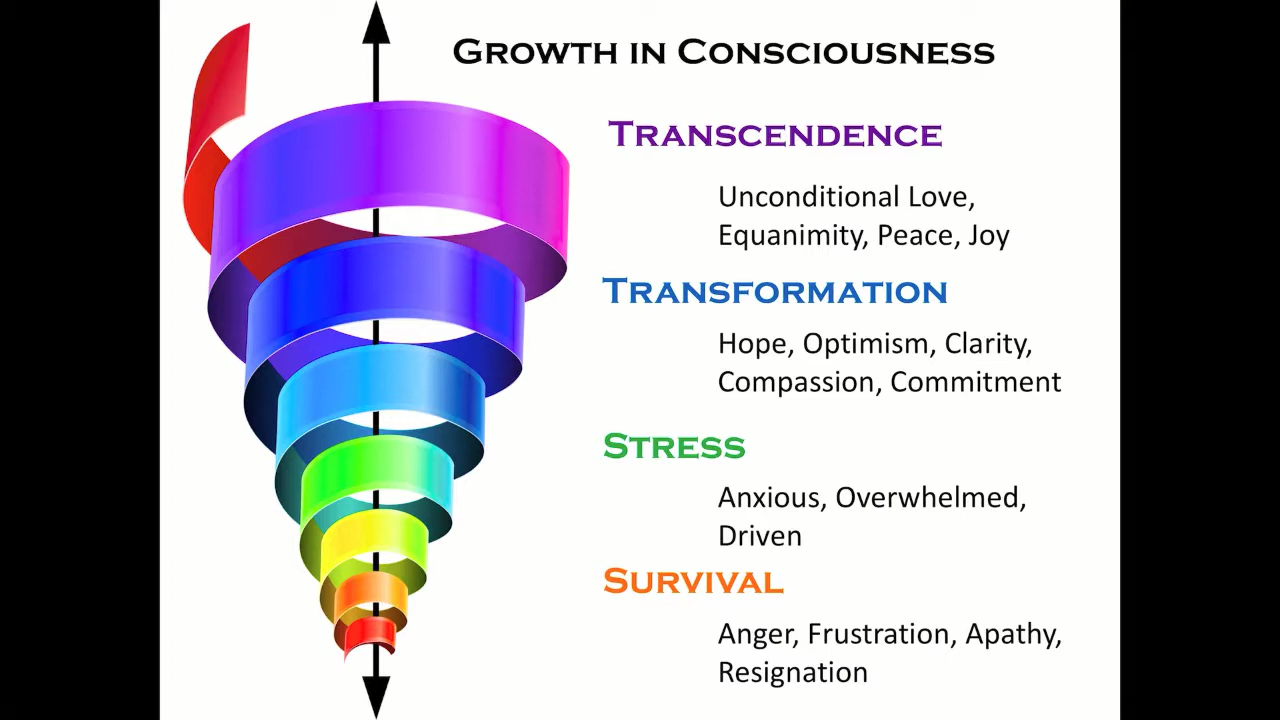 Growth in Consciousness
Transcendence
Unconditional Love,
Equanimity, Peace, Joy
Transformation
Hope, Optimism, Clarity,
Compassion, Commitment
Stress
Anxious, Overwhelmed,
Driven
Survival
Anger, Frustration, Apathy,
Resignation